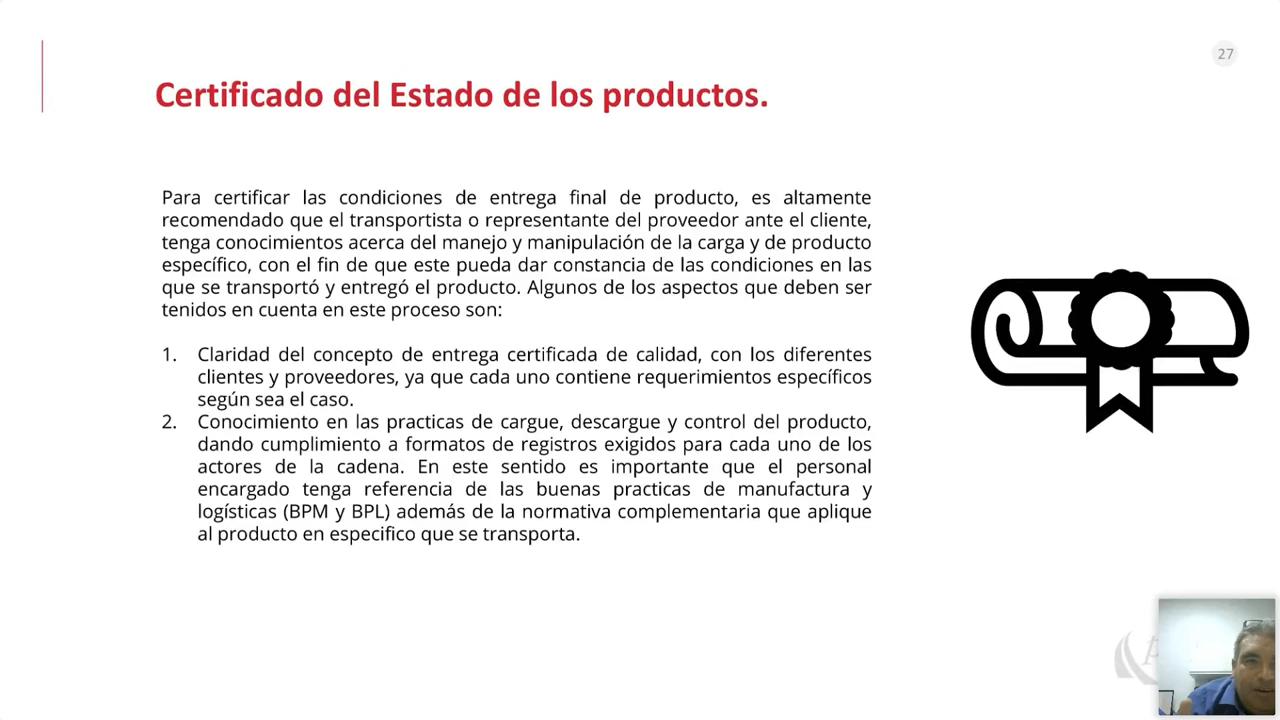 27
Certificado del Estado de los productos.
Para certificar las condiciones de entrega final de producto, es altamente
recomendado que el transportista o representante del proveedor ante el cliente,
tenga conocimientos acerca del manejo y manipulación de la carga y de producto
específico, con el fin de que este pueda dar constancia de las condiciones en las
que se transportó y entregó el producto. Algunos de los aspectos que deben ser
tenidos en cuenta en este proceso son:
1. Claridad del concepto de entrega certificada de calidad, con los diferentes
clientes y proveedores, ya que cada uno contiene requerimientos específicos
según sea el caso.
2. Conocimiento en las practicas de cargue, descargue y control del producto,
dando cumplimiento a formatos de registros exigidos para cada uno de los
actores de la cadena. En este sentido es importante que el personal
encargado tenga referencia de las buenas practicas de manufactura y
logísticas (BPM y BPL) además de la normativa complementaria que aplique
al producto en especifico que se transporta.